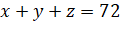 x + y + z = 72